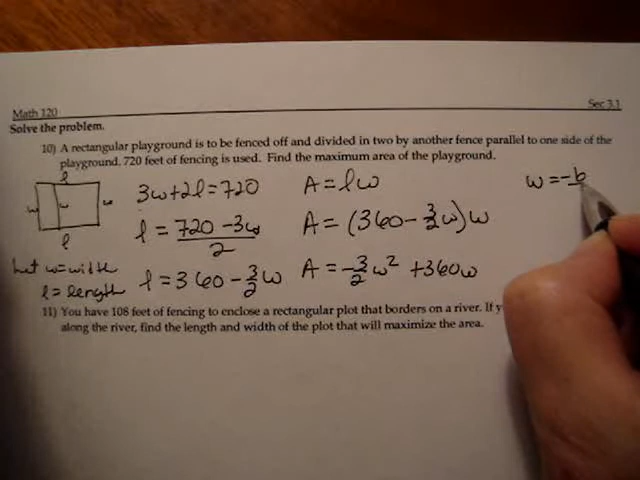 Math 120 Sec 3.1
Solve the problem.
10) A rectangular playground is to be fenced off and divided in two by another fence parallel to one side of the
playground. 720 feet of fencing is used. Find the maximum area of the playground.
l
w w w
l
let w=width
l = length
3w+2l=720
l = 720-3w/2
l = 360 - 3/2 w
A = lw
A = (360 - 3/2 w) w
A = -3/2 w² + 360w
w = -b
11) You have 108 feet of fencing to enclose a rectangular plot that borders on a river. If y
along the river, find the length and width of the plot that will maximize the area.